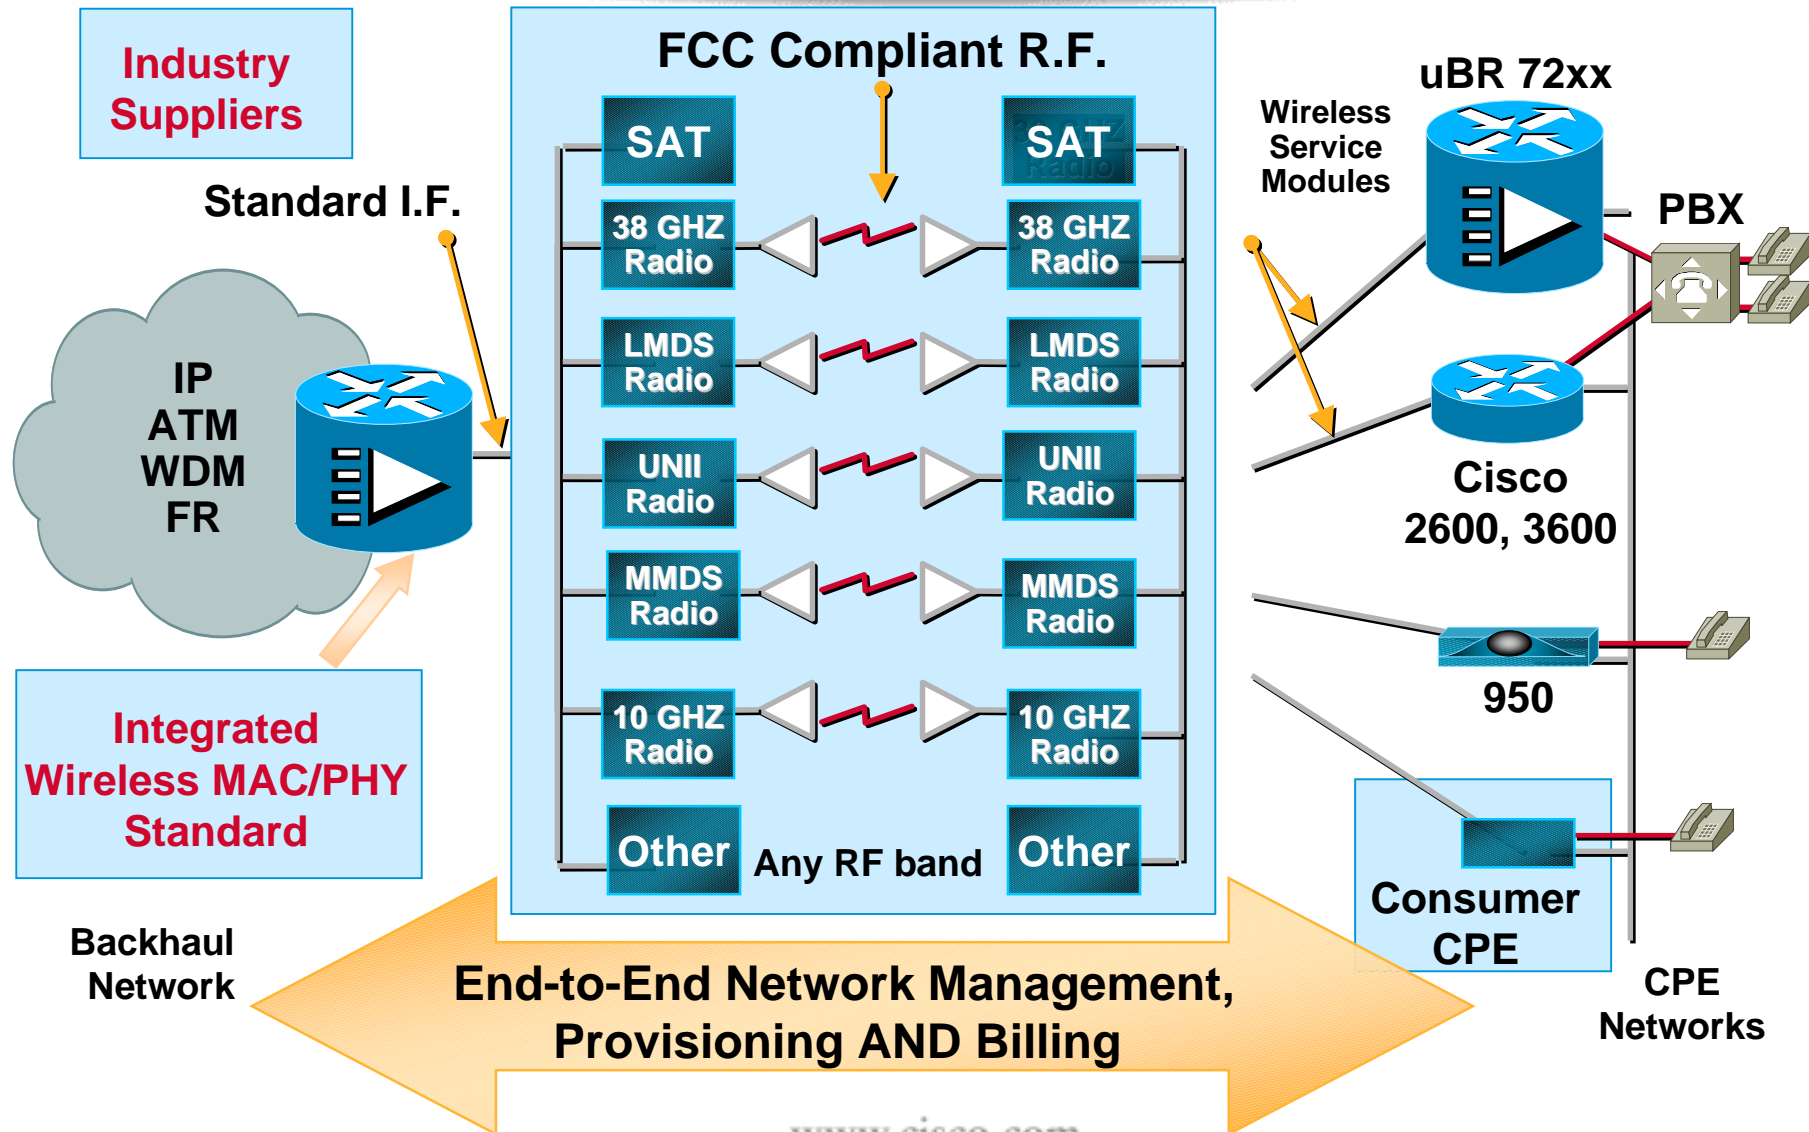 Industry
Suppliers
FCC Compliant R.F.
uBR 72xx
Wireless
Service
Modules
Standard I.F.
PBX
SAT
SAT
38 GHZ
Radio
38 GHZ
Radio
LMDS
Radio
LMDS
Radio
IP
ATM
WDM
FR
UNII
Radio
UNII
Radio
Cisco
2600, 3600
MMDS
Radio
MMDS
Radio
950
10 GHZ
Radio
10 GHZ
Radio
Integrated
Wireless MAC/PHY
Standard
Other
Any RF band
Other
Consumer
CPE
Backhaul
Network
End-to-End Network Management,
Provisioning AND Billing
CPE
Networks
www.cisco.com